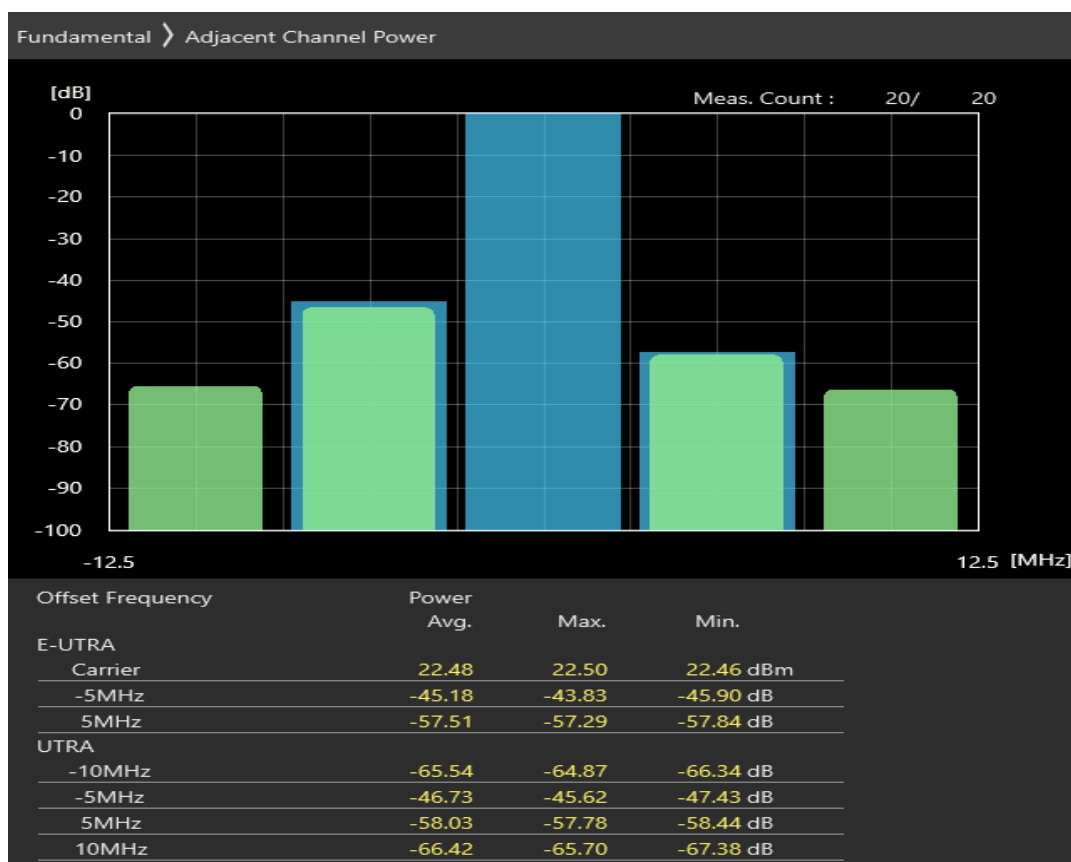 Fundamental ❯ Adjacent Channel Power
[dB]
Meas. Count : 20/ 20
0
-10
-20
-30
-40
-50
-60
-70
-80
-90
-100
-12.5 12.5 [MHz]
Offset Frequency Power
Avg. Max. Min.
E-UTRA
Carrier 22.48 22.50 22.46 dBm
-5MHz -45.18 -43.83 -45.90 dB
5MHz -57.51 -57.29 -57.84 dB
UTRA
-10MHz -65.54 -64.87 -66.34 dB
-5MHz -46.73 -45.62 -47.43 dB
5MHz -58.03 -57.78 -58.44 dB
10MHz -66.42 -65.70 -67.38 dB